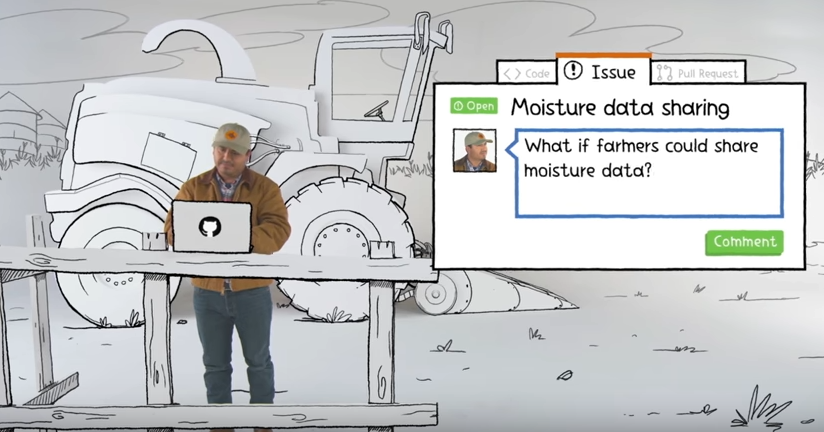 <> Code
Issue
Pull Request
Open
Moisture data sharing
What if farmers could share
moisture data?
Comment